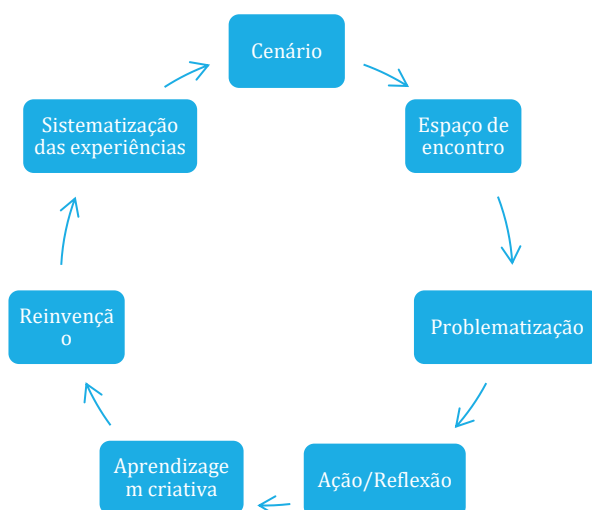 Cenário
Espaço de
encontro
Problematização
Ação/Reflexão
Aprendizage
m criativa
Reinvençã
o
Sistematização
das experiências